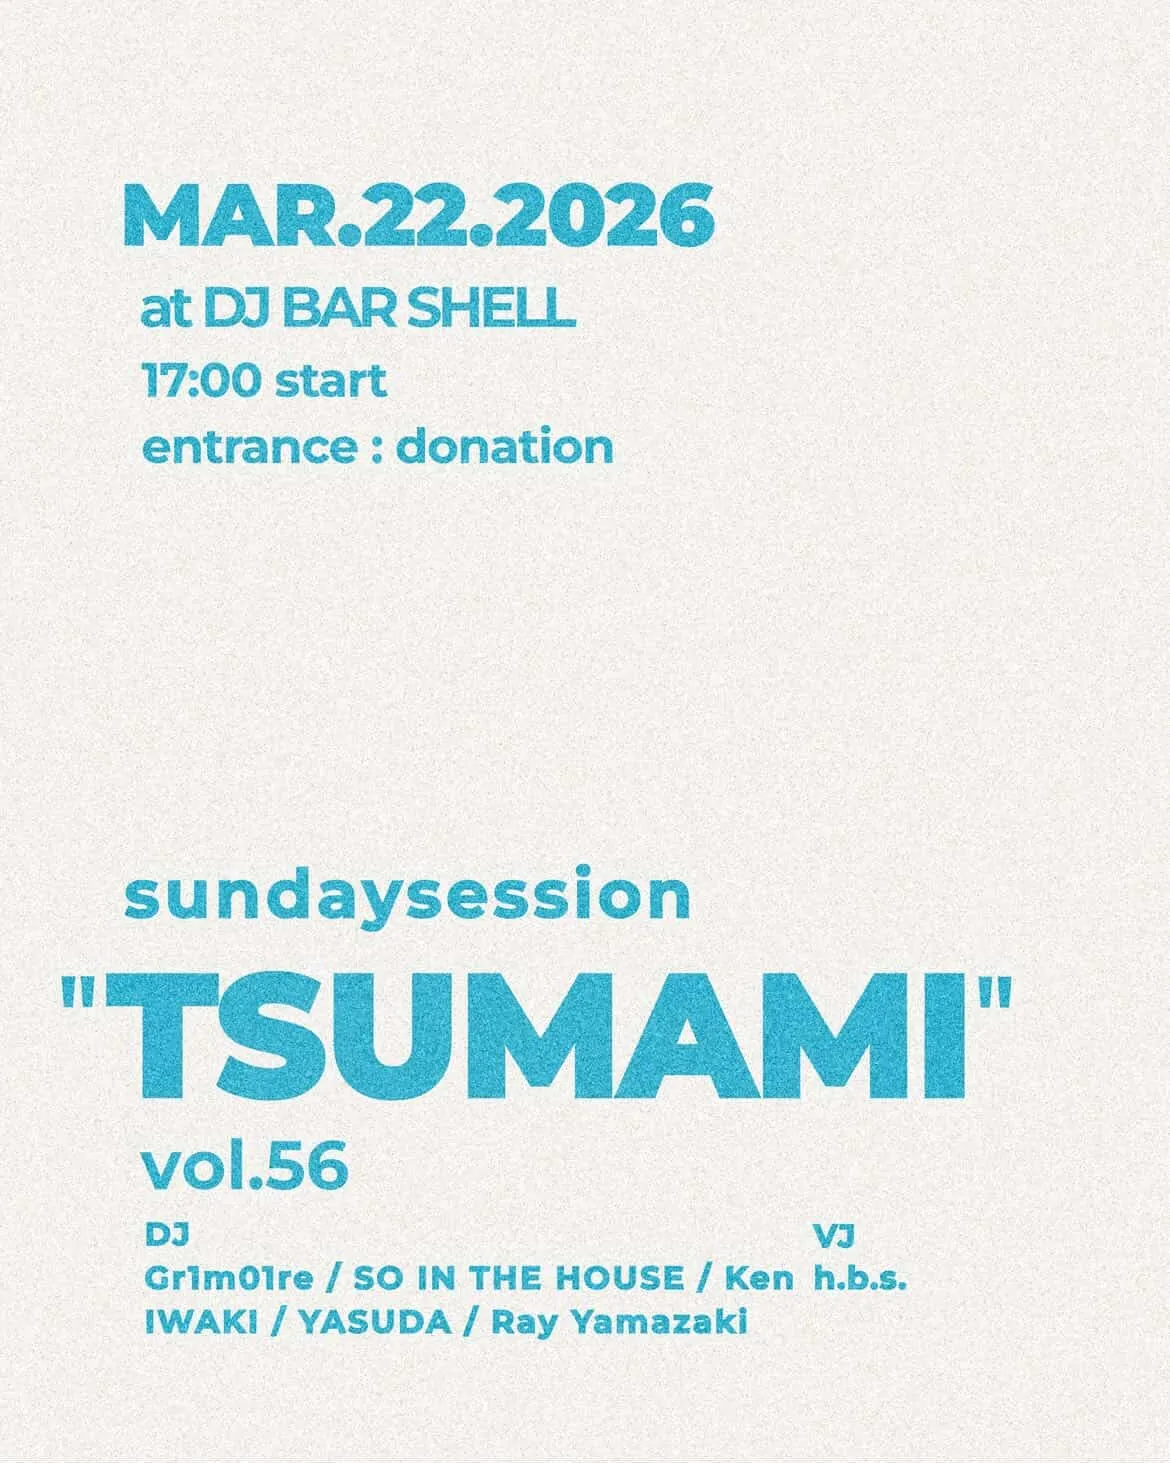 MAR.22.2026
at DJ BAR SHELL
17:00 start
entrance : donation
sundaysession
"TSUMAMI"
vol.56
DJ
Gr1m01re / SO IN THE HOUSE / Ken
IWAKI / YASUDA / Ray Yamazaki
VJ
h.b.s.